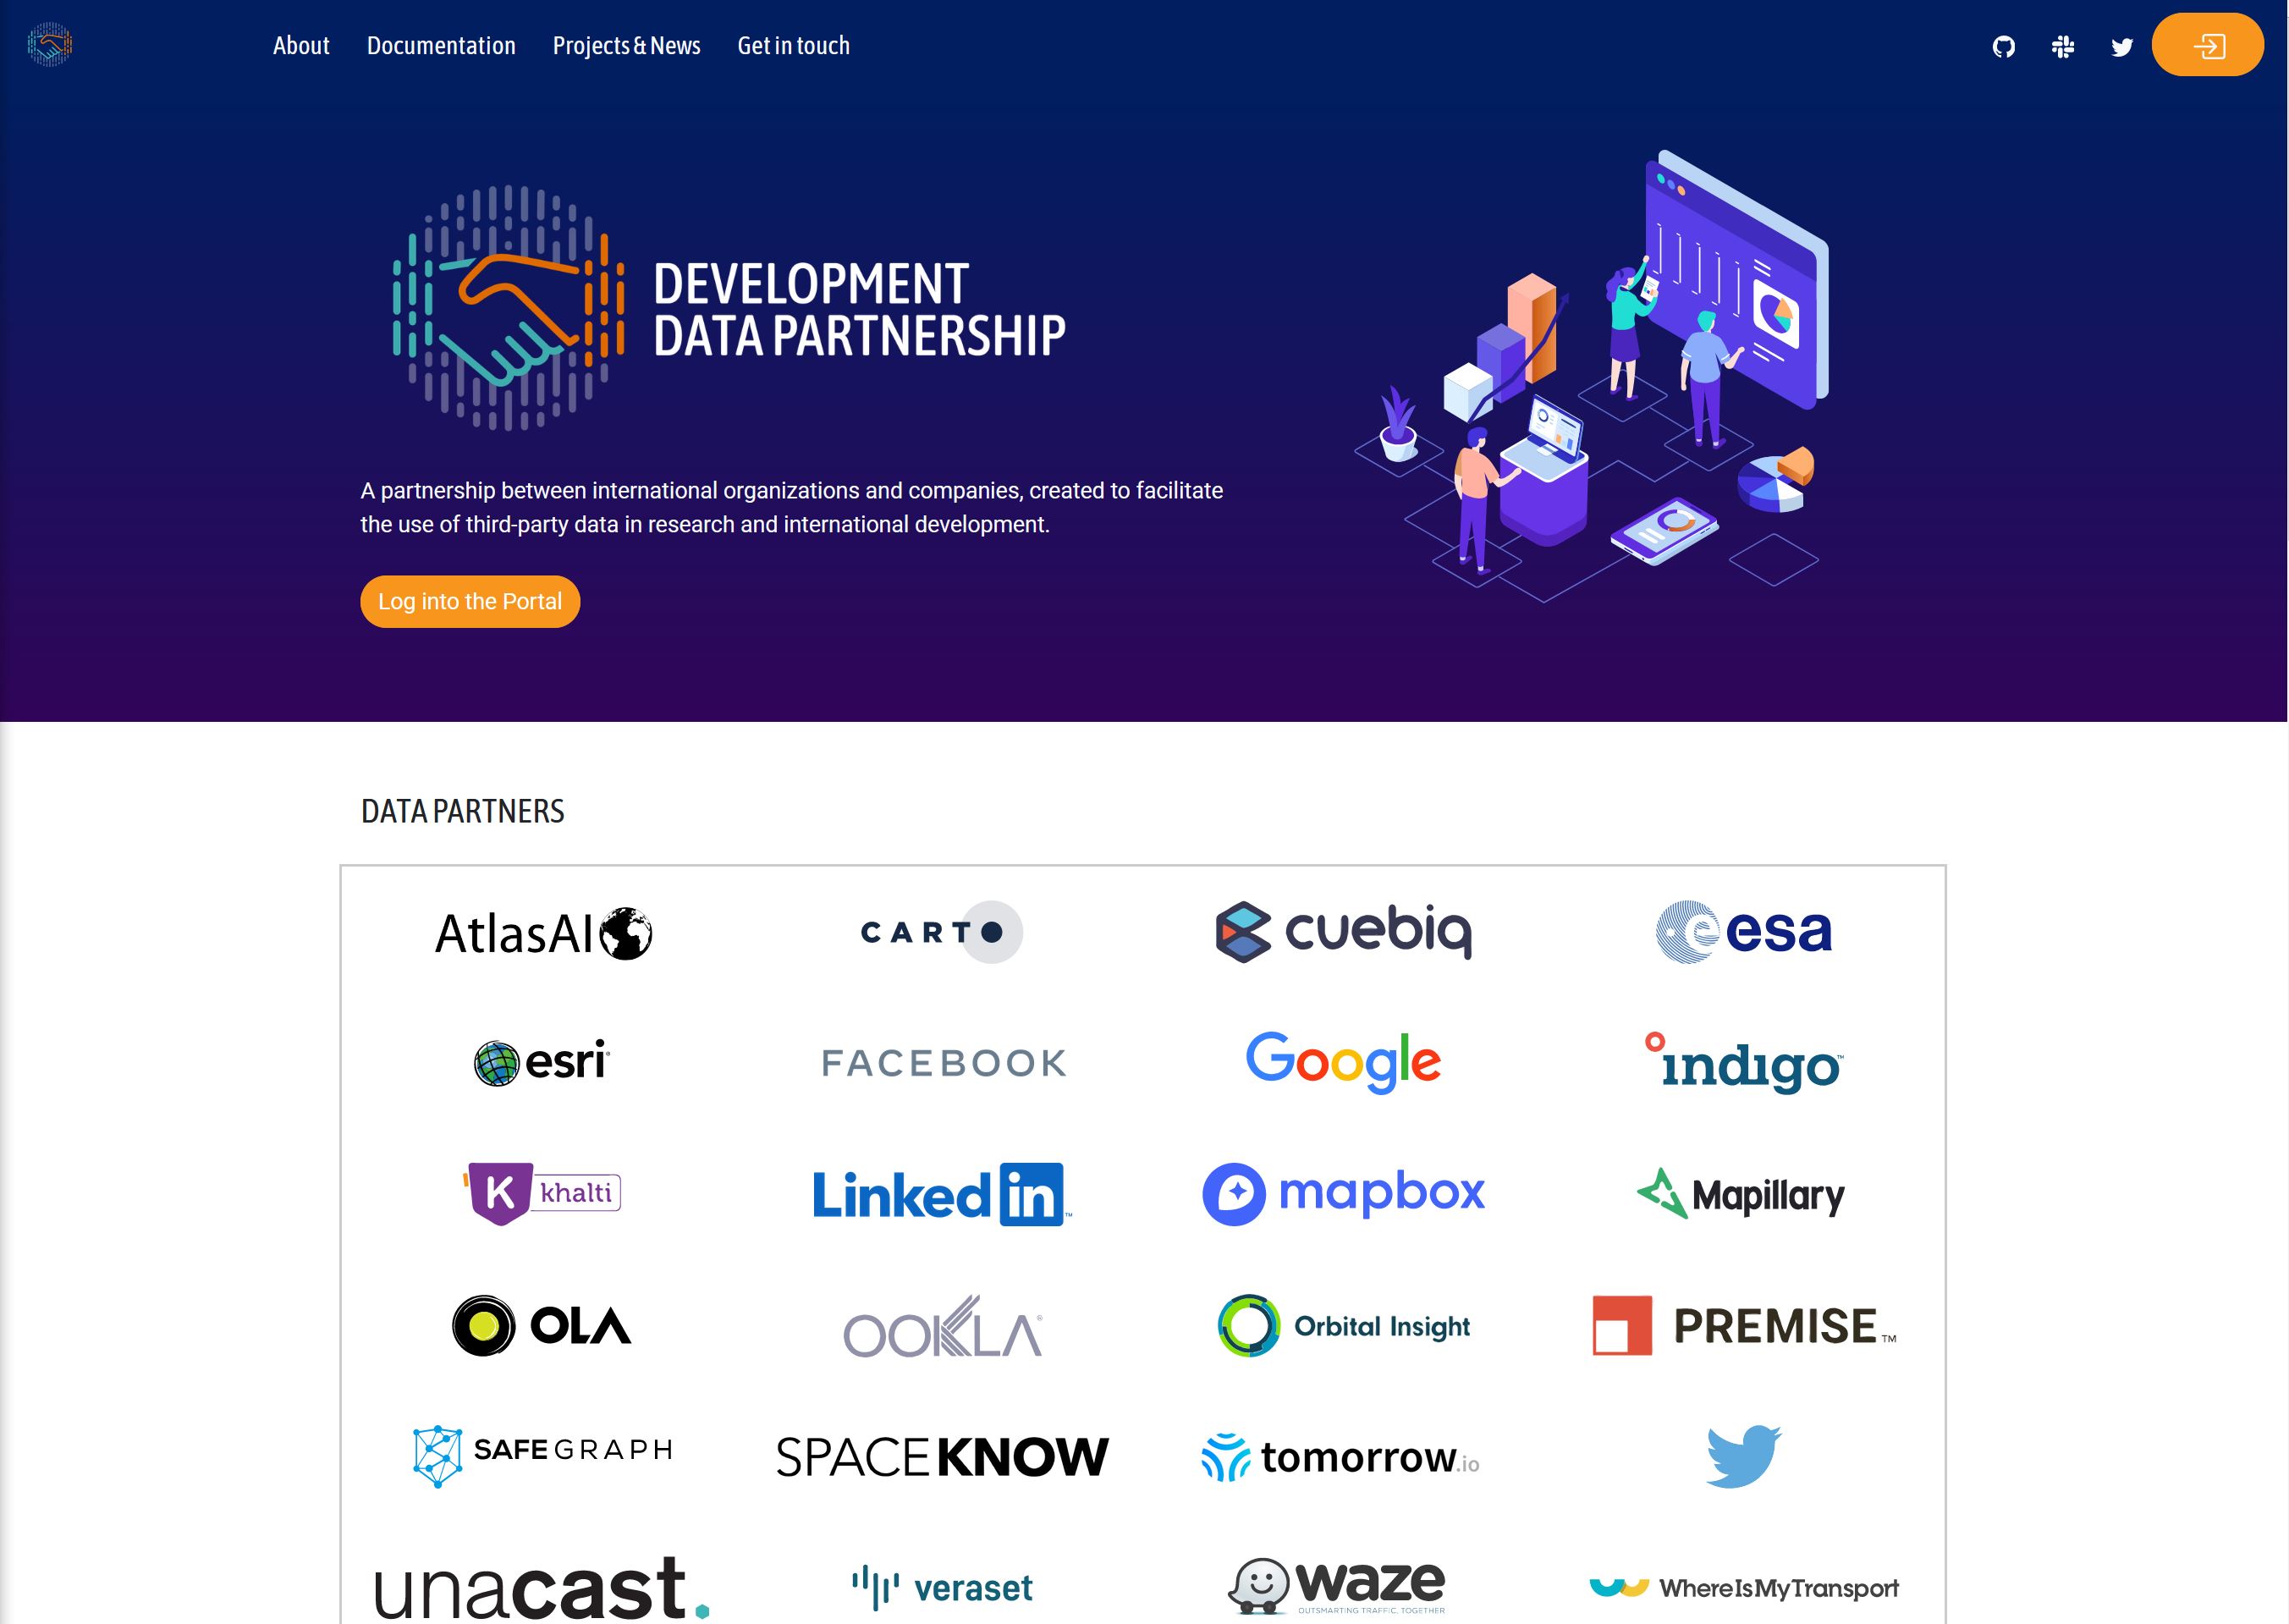 About Documentation Projects & News Get in touch
DEVELOPMENT
DATA PARTNERSHIP
A partnership between international organizations and companies, created to facilitate
the use of third-party data in research and international development.
Log into the Portal
DATA PARTNERS
AtlasAI CARTO cuebiq esa
esri FACEBOOK Google indigo™
K khalti Linkedin™ mapbox Mapillary
OLA OOKLA® Orbital Insight PREMISE™
SAFEGRAPH SPACEKNOW tomorrow.io
unacast. veraset waze WhereIsMyTransport
OUTSMARTING TRAFFIC, TOGETHER